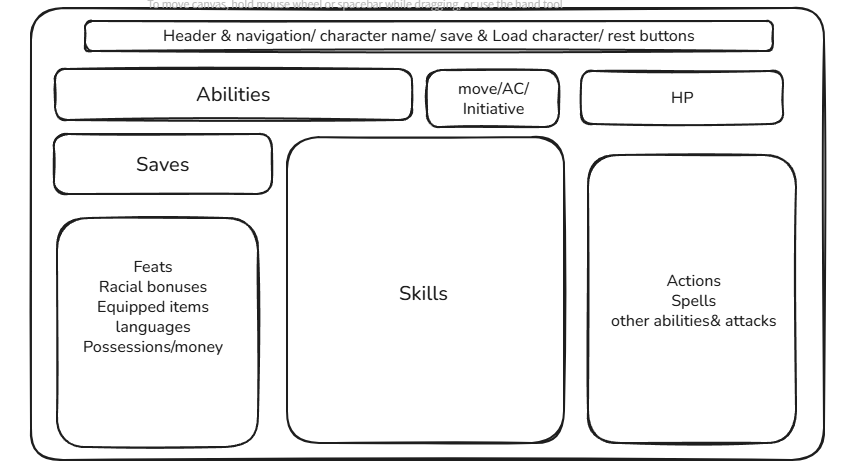 To move canvas, hold mouse wheel or spacebar while dragging, or use the hand tool
Header & navigation/ character name/ save & Load character/ rest buttons
Abilities
move/AC/
Initiative
HP
Saves
Feats
Racial bonuses
Equipped items
languages
Possessions/money
Skills
Actions
Spells
other abilities& attacks